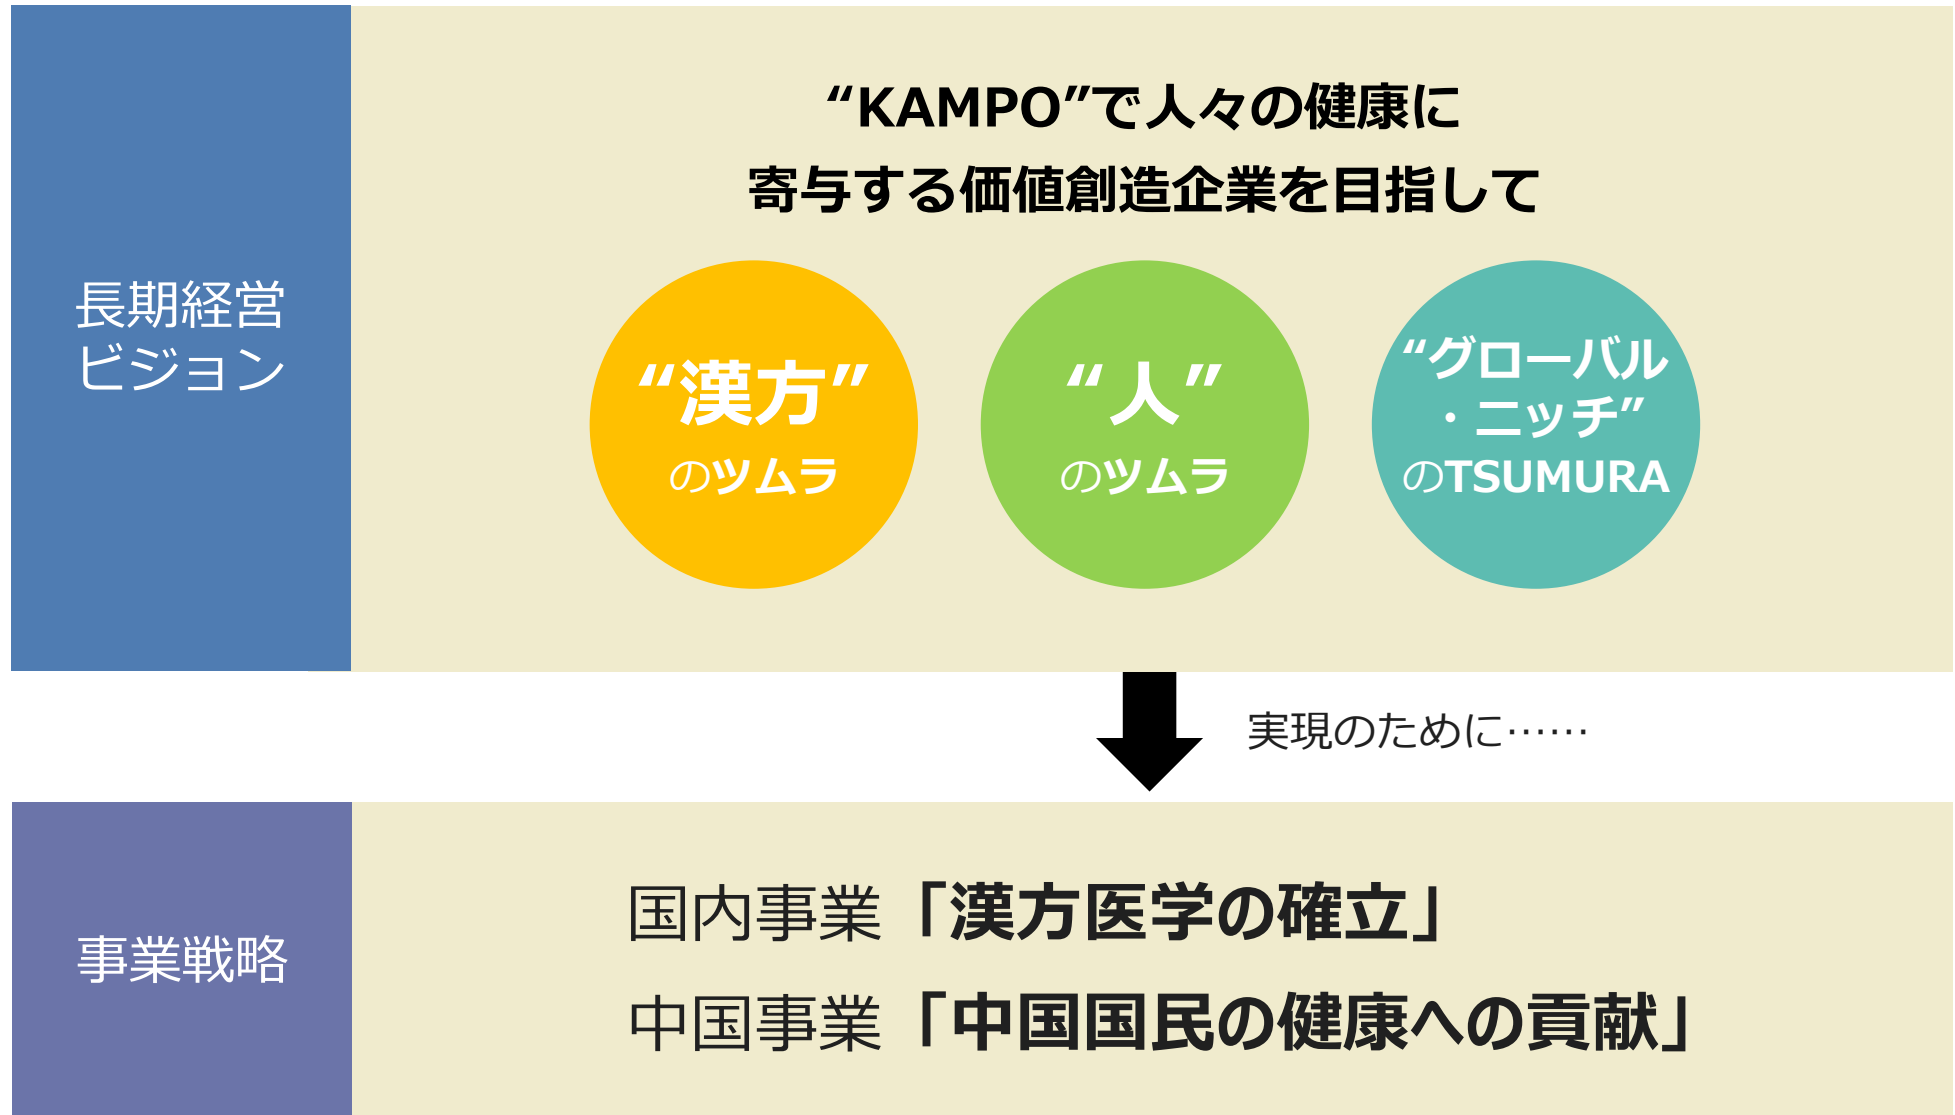 長期経営
ビジョン
“KAMPO”で人々の健康に
寄与する価値創造企業を目指して
“漢方”
のツムラ
“人”
のツムラ
“グローバル
・ニッチ”
のTSUMURA
実現のために……
事業戦略
国内事業「漢方医学の確立」
中国事業「中国国民の健康への貢献」